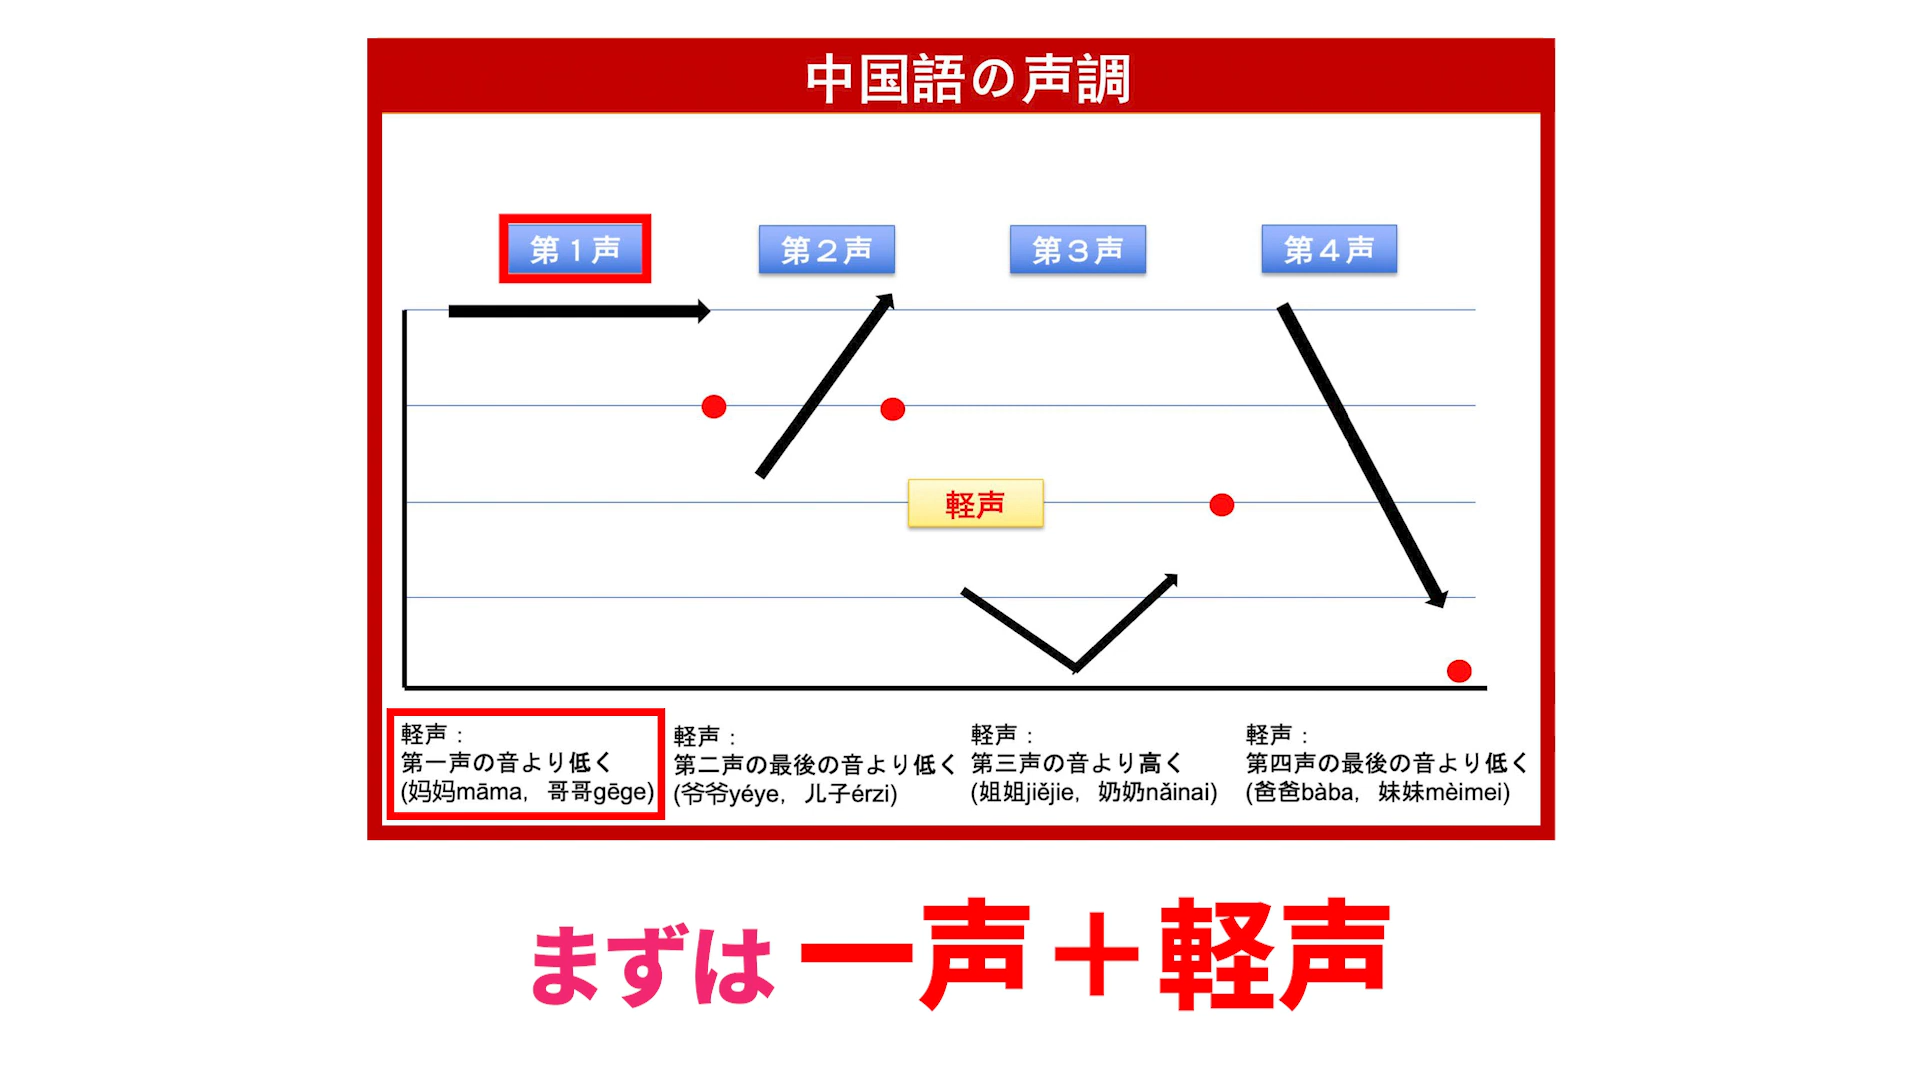 中国語の声調
第１声
第２声
第３声
第４声
軽声
軽声：
第一声の音より低く
(妈妈māma, 哥哥gēge)
軽声：
第二声の最後の音より低く
(爷爷yéye, 儿子érzi)
軽声：
第三声の音より高く
(姐姐jiějie, 奶奶nǎinai)
軽声：
第四声の最後の音より低く
(爸爸bàba, 妹妹mèimei)
まずは 一声＋軽声